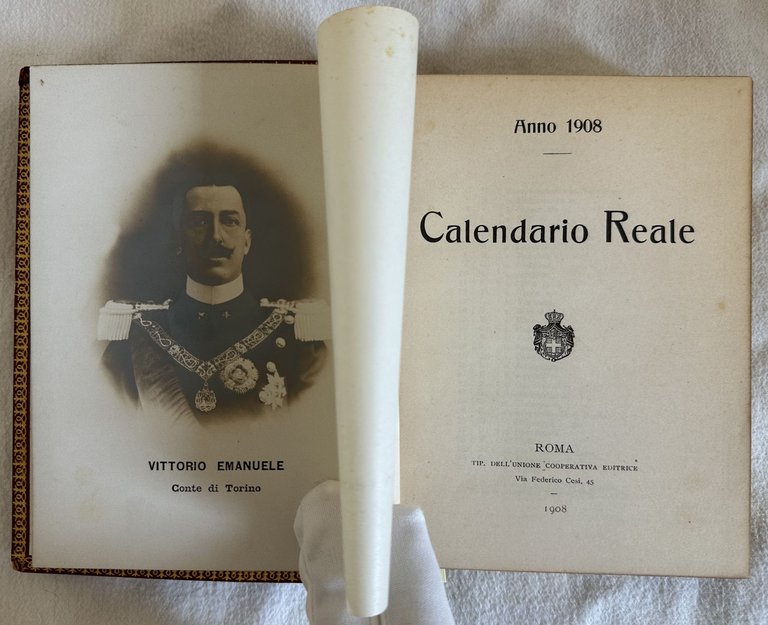 VITTORIO EMANUELE
Conte di Torino
Anno 1908
Calendario Reale
ROMA
TIP. DELL'UNIONE COOPERATIVA EDITRICE
Via Federico Cesi, 45
1908